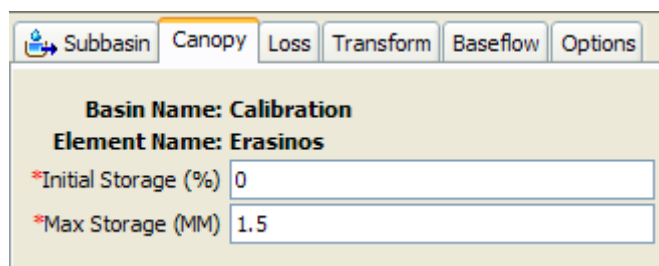 Subbasin Canopy Loss Transform Baseflow Options
Basin Name: Calibration
Element Name: Erasinos
*Initial Storage (%) 0
*Max Storage (MM) 1.5